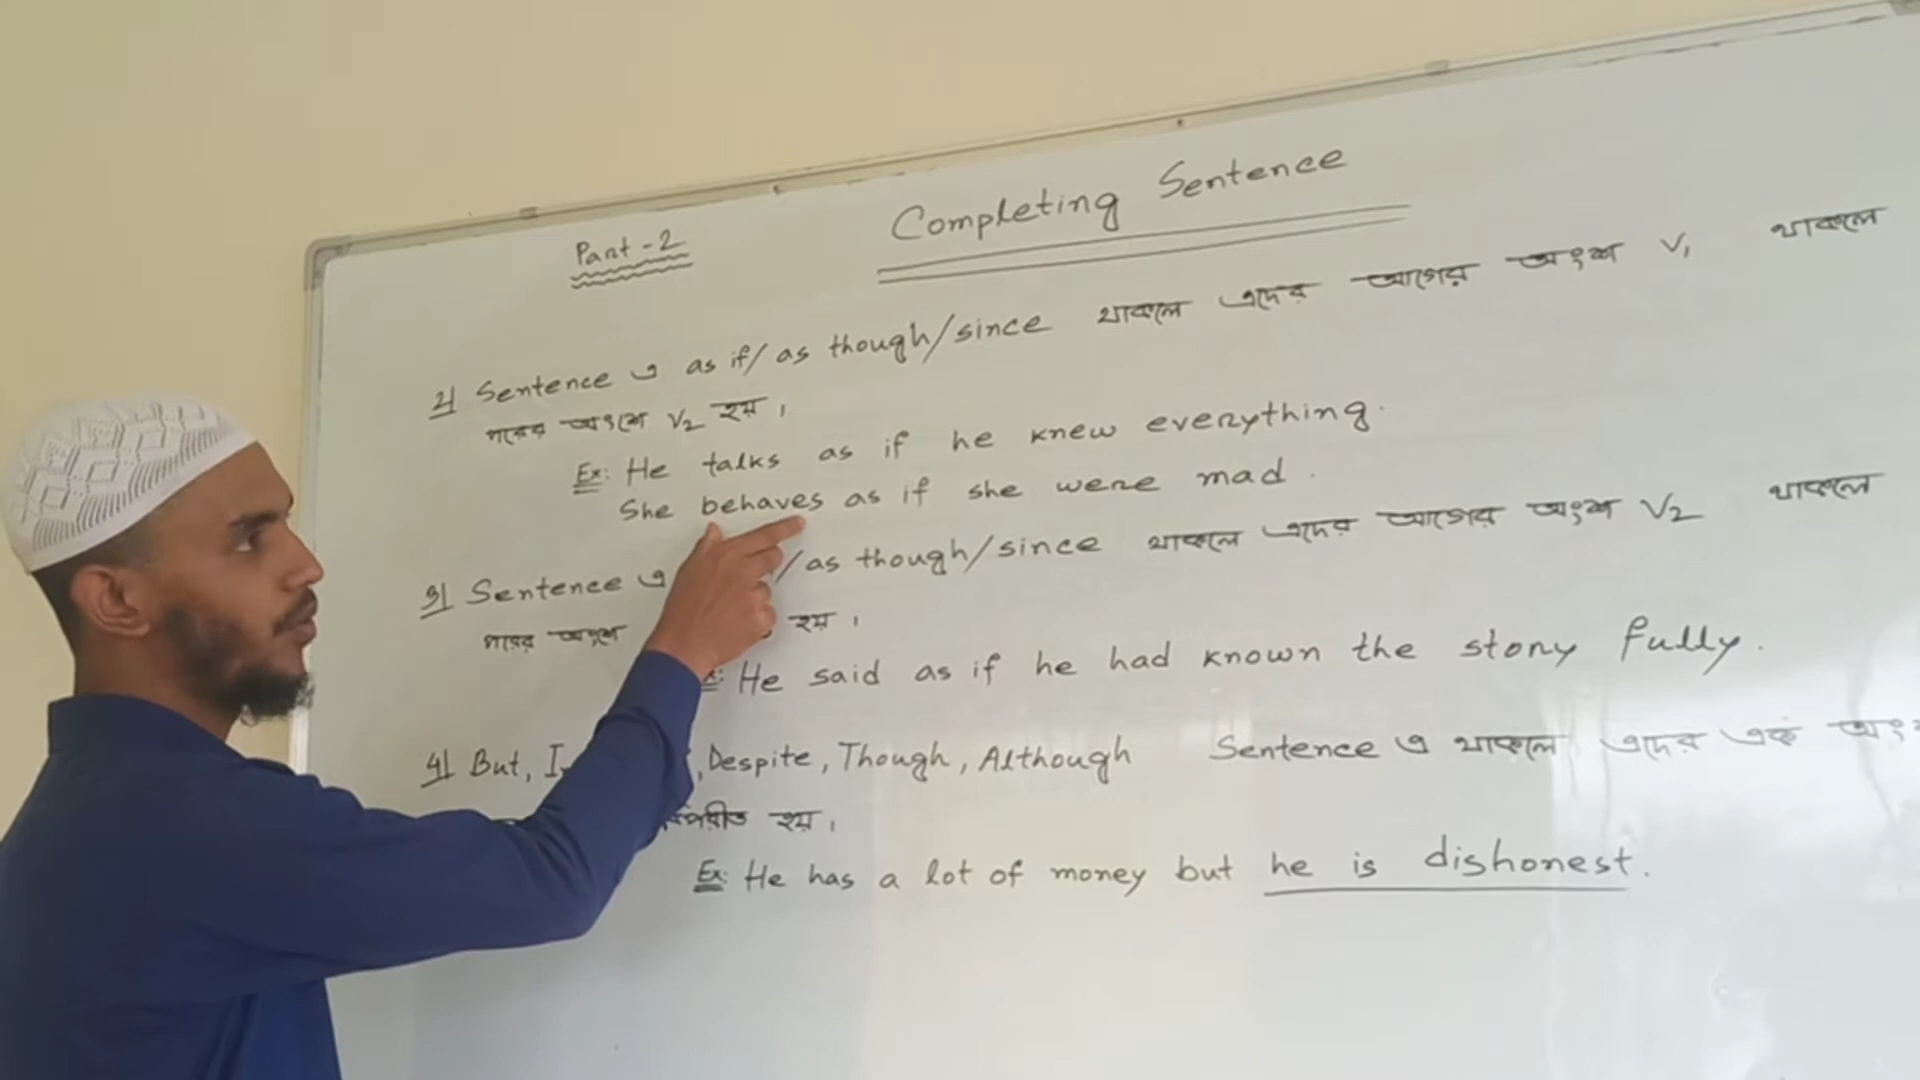 Part-2
Completing Sentence
২। Sentence এ as if/ as though/since থাকলে এদের আগের অংশে V₁ থাকলে
পরের অংশে V₂ হয়।
Ex: He talks as if he knew everything.
She behaves as if she were mad.
৩। Sentence এ /as though/since থাকলে এদের আগের অংশে V₂ থাকলে
পরের অংশে হয়।
He said as if he had known the story fully.
৪। But, Despite, Though, Although Sentence এ থাকলে এদের এক
বিপরীত হয়।
Ex: He has a lot of money but he is dishonest.